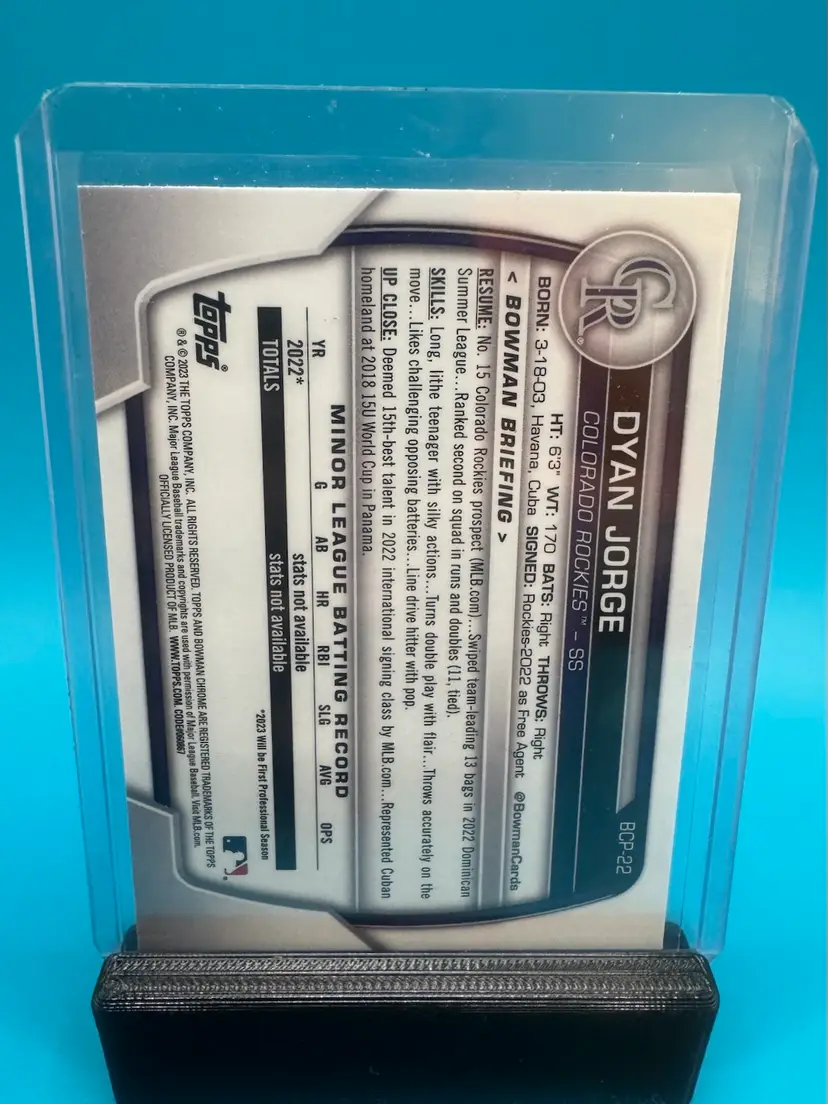 CR®
BCP-22
DYAN JORGE
COLORADO ROCKIES™ – SS
HT: 6'3" WT: 170 BATS: Right THROWS: Right
BORN: 3-18-03, Havana, Cuba SIGNED: Rockies-2022 as Free Agent @BowmanCards
< BOWMAN BRIEFING >
RESUME: No. 15 Colorado Rockies prospect (MLB.com)...Swiped team-leading 13 bags in 2022 Dominican
Summer League...Ranked second on squad in runs and doubles (11, tied).
SKILLS: Long, lithe teenager with silky actions...Turns double play with flair...Throws accurately on the
move...Likes challenging opposing batteries...Line drive hitter with pop.
UP CLOSE: Deemed 15th-best talent in 2022 international signing class by MLB.com...Represented Cuban
homeland at 2018 15U World Cup in Panama.
MINOR LEAGUE BATTING RECORD
YR G AB HR RBI SLG AVG OPS
2022* stats not available
TOTALS stats not available
*2023 Will be First Professional Season
topps®
® & © 2023 THE TOPPS COMPANY, INC. ALL RIGHTS RESERVED. TOPPS AND BOWMAN CHROME ARE REGISTERED TRADEMARKS OF THE TOPPS
COMPANY, INC. Major League Baseball trademarks and copyrights are used with permission of Major League Baseball. Visit MLB.com.
OFFICIALLY LICENSED PRODUCT OF MLB. WWW.TOPPS.COM.